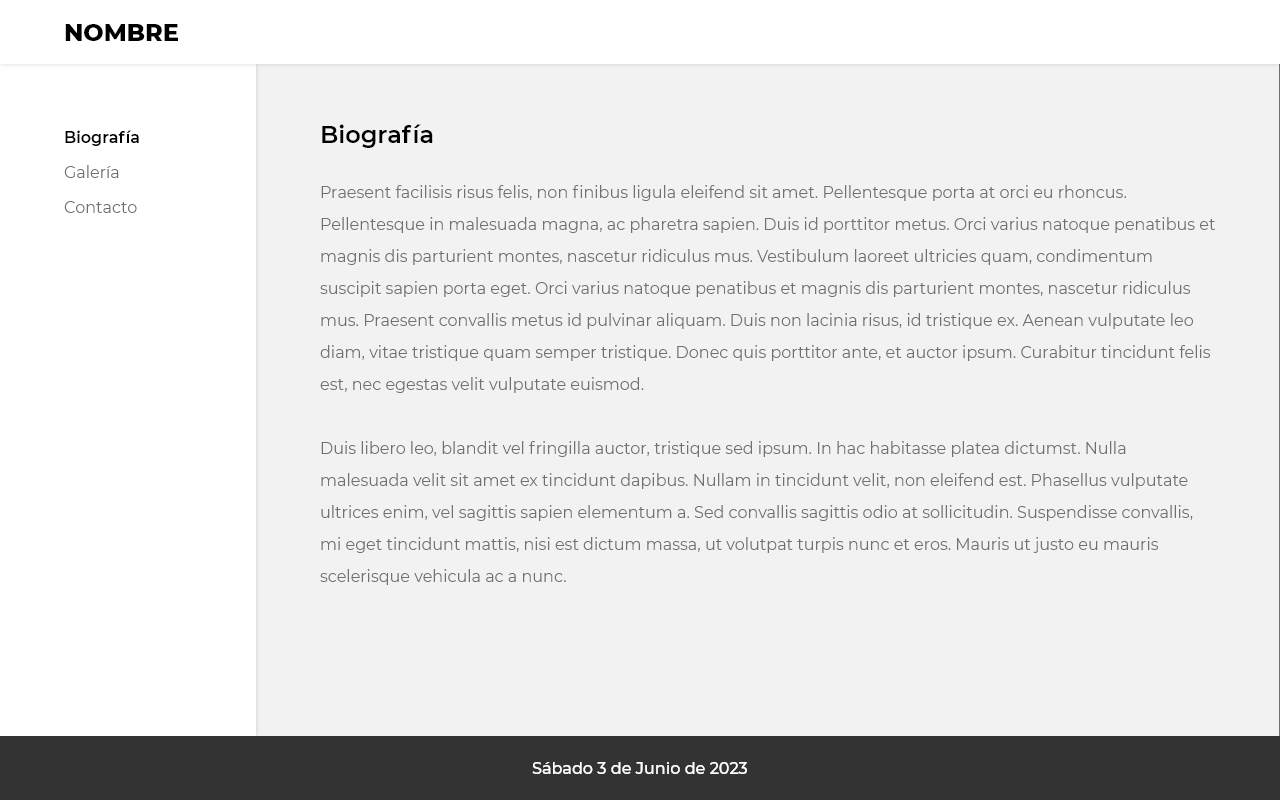 NOMBRE
Biografía
Galería
Contacto
Biografía
Praesent facilisis risus felis, non finibus ligula eleifend sit amet. Pellentesque porta at orci eu rhoncus.
Pellentesque in malesuada magna, ac pharetra sapien. Duis id porttitor metus. Orci varius natoque penatibus et
magnis dis parturient montes, nascetur ridiculus mus. Vestibulum laoreet ultricies quam, condimentum
suscipit sapien porta eget. Orci varius natoque penatibus et magnis dis parturient montes, nascetur ridiculus
mus. Praesent convallis metus id pulvinar aliquam. Duis non lacinia risus, id tristique ex. Aenean vulputate leo
diam, vitae tristique quam semper tristique. Donec quis porttitor ante, et auctor ipsum. Curabitur tincidunt felis
est, nec egestas velit vulputate euismod.
Duis libero leo, blandit vel fringilla auctor, tristique sed ipsum. In hac habitasse platea dictumst. Nulla
malesuada velit sit amet ex tincidunt dapibus. Nullam in tincidunt velit, non eleifend est. Phasellus vulputate
ultrices enim, vel sagittis sapien elementum a. Sed convallis sagittis odio at sollicitudin. Suspendisse convallis,
mi eget tincidunt mattis, nisi est dictum massa, ut volutpat turpis nunc et eros. Mauris ut justo eu mauris
scelerisque vehicula ac a nunc.
Sábado 3 de Junio de 2023